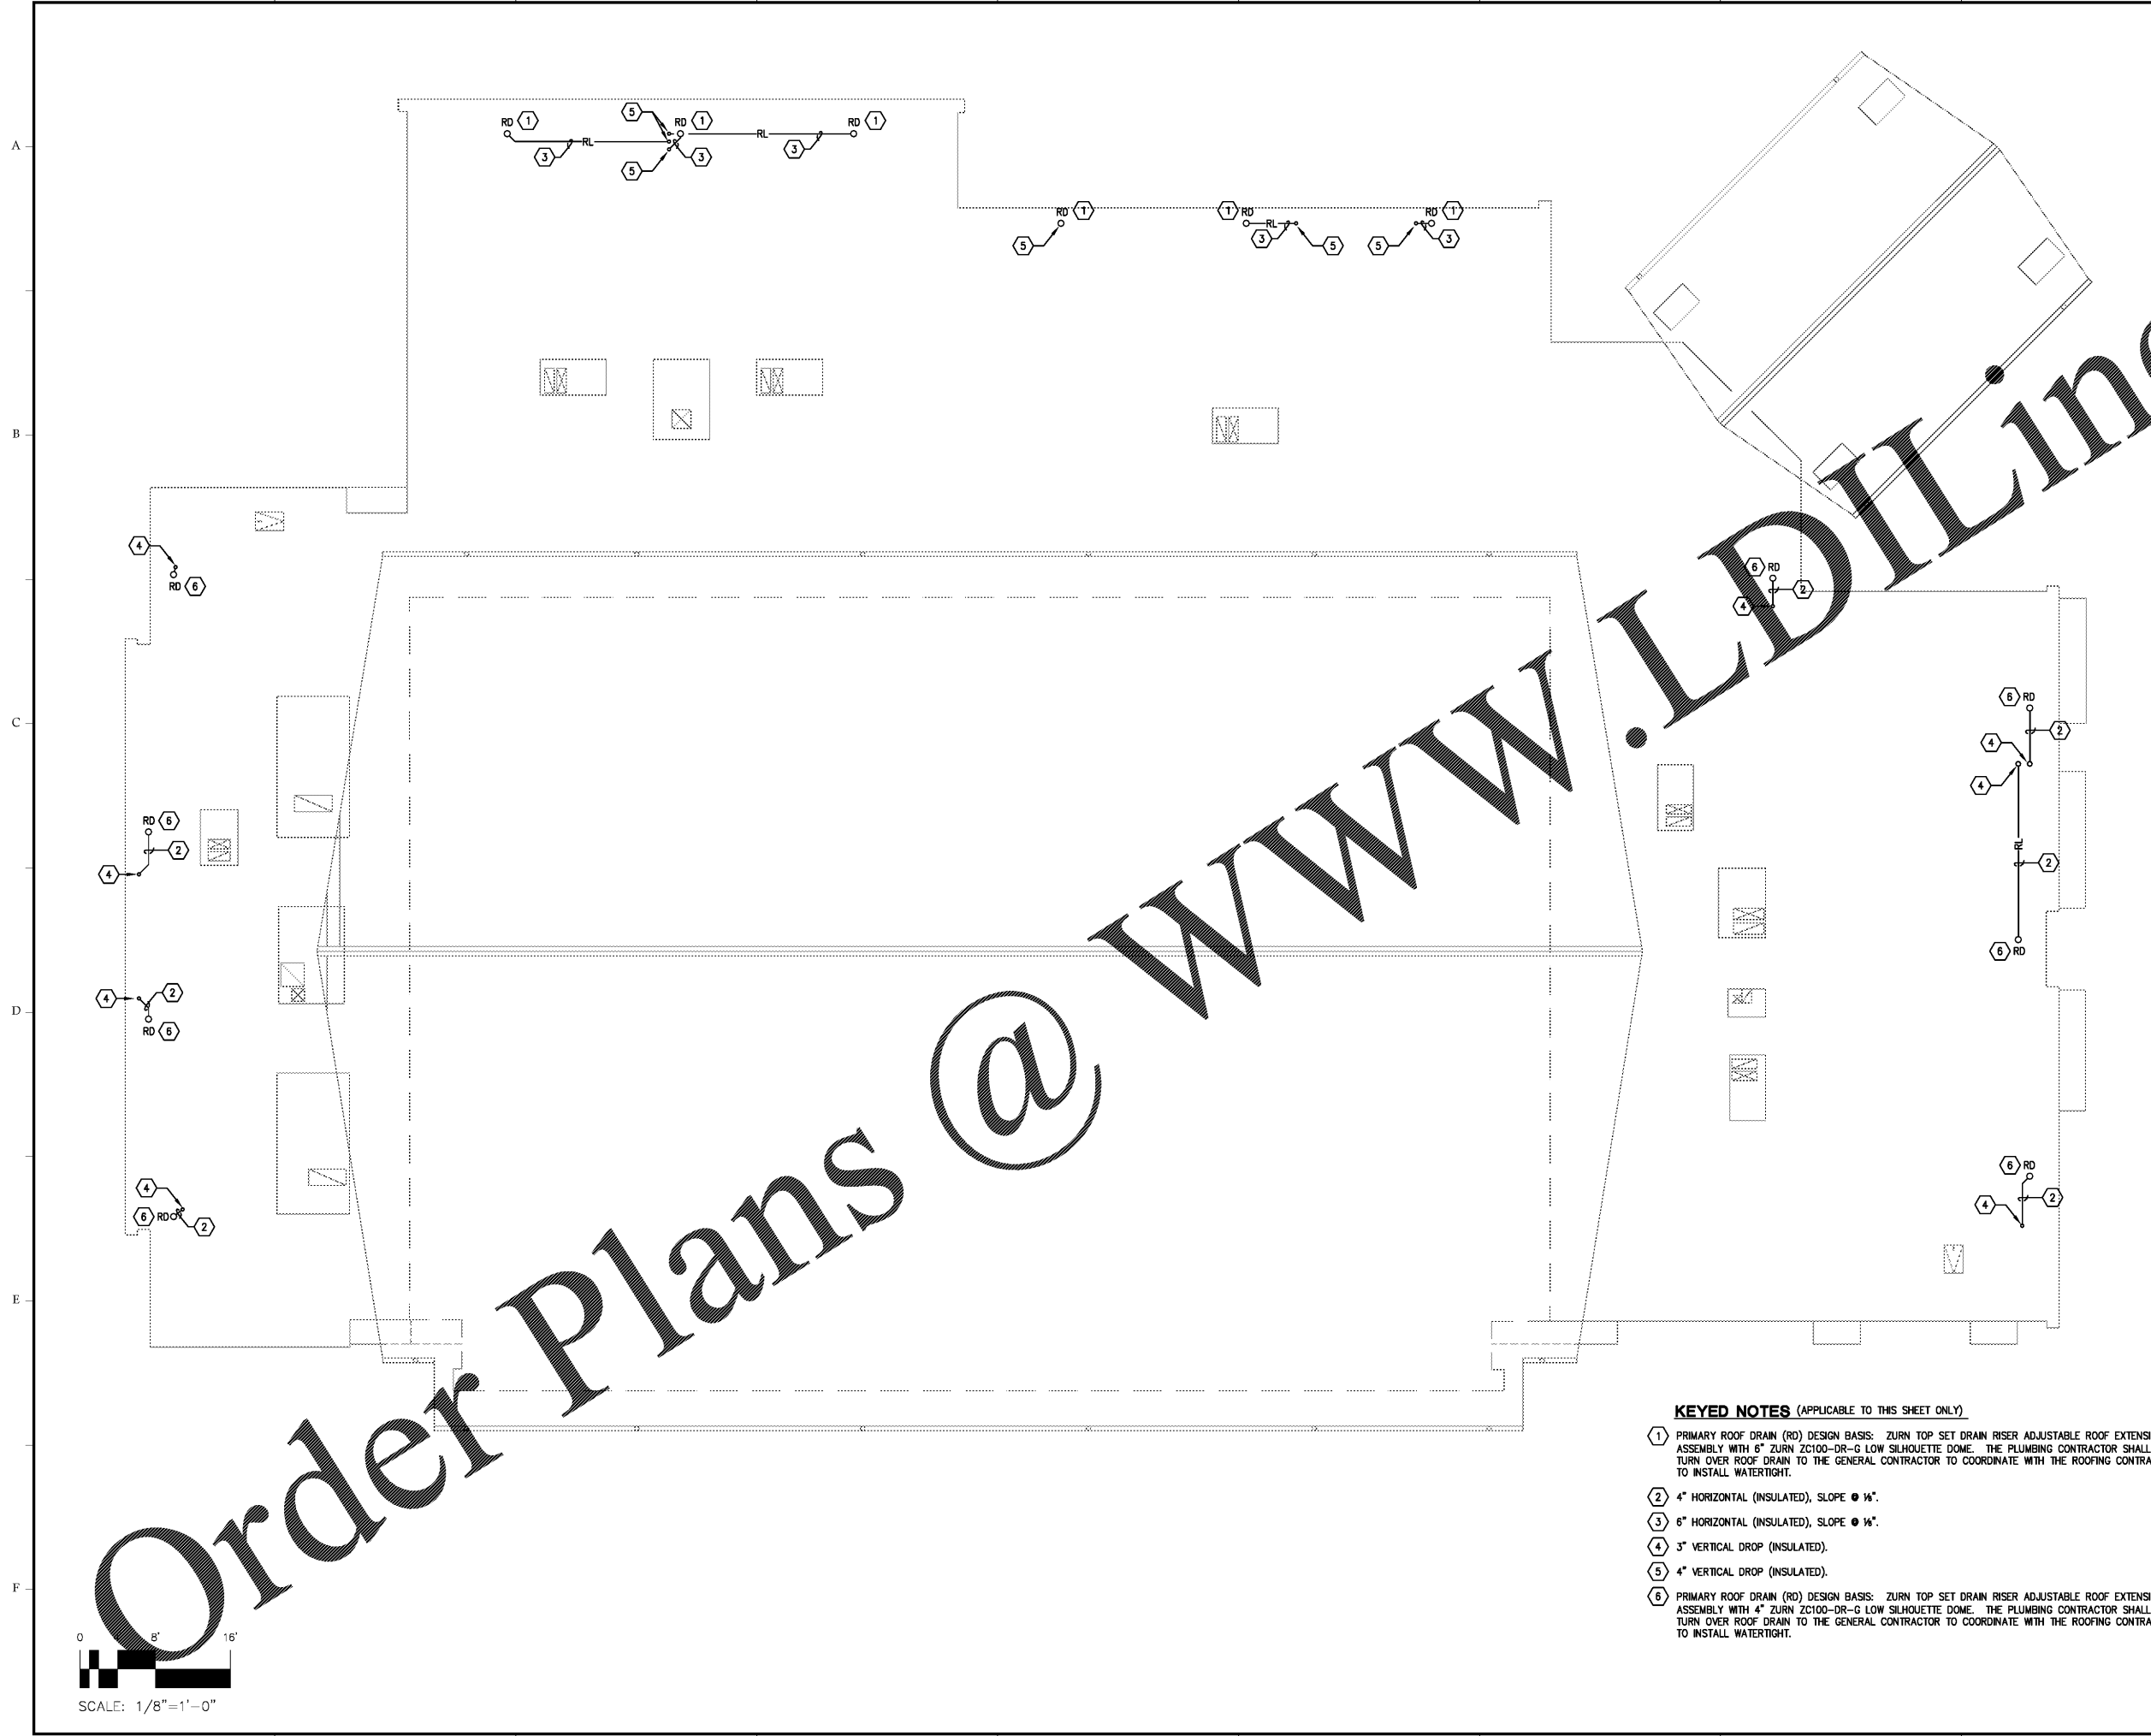 A
B
C
D
E
F
5
RD 1
RD 1
RD 1
RL
RL
3
3
3
5
RD 1
5
1 RD
RL
3
5
RD 1
5
3
4
RD 6
6 RD
2
4
RD 6
2
4
4
2
RD 6
4
6 RD
2
6 RD
2
4
4
RL
2
6 RD
6 RD
2
4
Order Plans @ www.LDILine
KEYED NOTES (APPLICABLE TO THIS SHEET ONLY)
1 PRIMARY ROOF DRAIN (RD) DESIGN BASIS: ZURN TOP SET DRAIN RISER ADJUSTABLE ROOF EXTENSI
ASSEMBLY WITH 6" ZURN ZC100-DR-G LOW SILHOUETTE DOME. THE PLUMBING CONTRACTOR SHALL
TURN OVER ROOF DRAIN TO THE GENERAL CONTRACTOR TO COORDINATE WITH THE ROOFING CONTRA
TO INSTALL WATERTIGHT.
2 4" HORIZONTAL (INSULATED), SLOPE @ 1/8".
3 6" HORIZONTAL (INSULATED), SLOPE @ 1/8".
4 3" VERTICAL DROP (INSULATED).
5 4" VERTICAL DROP (INSULATED).
6 PRIMARY ROOF DRAIN (RD) DESIGN BASIS: ZURN TOP SET DRAIN RISER ADJUSTABLE ROOF EXTENSI
ASSEMBLY WITH 4" ZURN ZC100-DR-G LOW SILHOUETTE DOME. THE PLUMBING CONTRACTOR SHALL
TURN OVER ROOF DRAIN TO THE GENERAL CONTRACTOR TO COORDINATE WITH THE ROOFING CONTRA
TO INSTALL WATERTIGHT.
0 8' 16'
SCALE: 1/8"=1'-0"